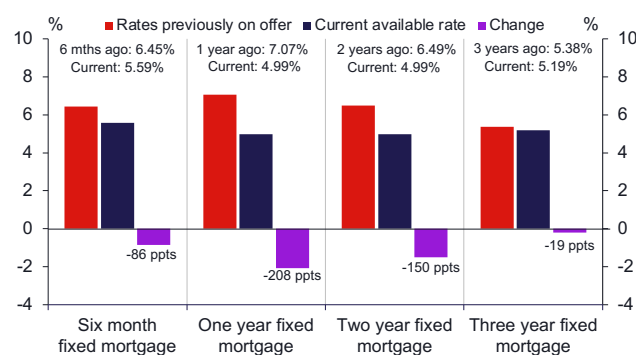 % Rates previously on offer Current available rate Change %
6 mths ago: 6.45% 1 year ago: 7.07% 2 years ago: 6.49% 3 years ago: 5.38%
Current: 5.59% Current: 4.99% Current: 4.99% Current: 5.19%
10 10
8 8
6 6
4 4
2 2
0 0
-86 ppts -208 ppts -150 ppts -19 ppts
-2 -2
-4 -4
Six month One year fixed Two year fixed Three year fixed
fixed mortgage mortgage mortgage mortgage